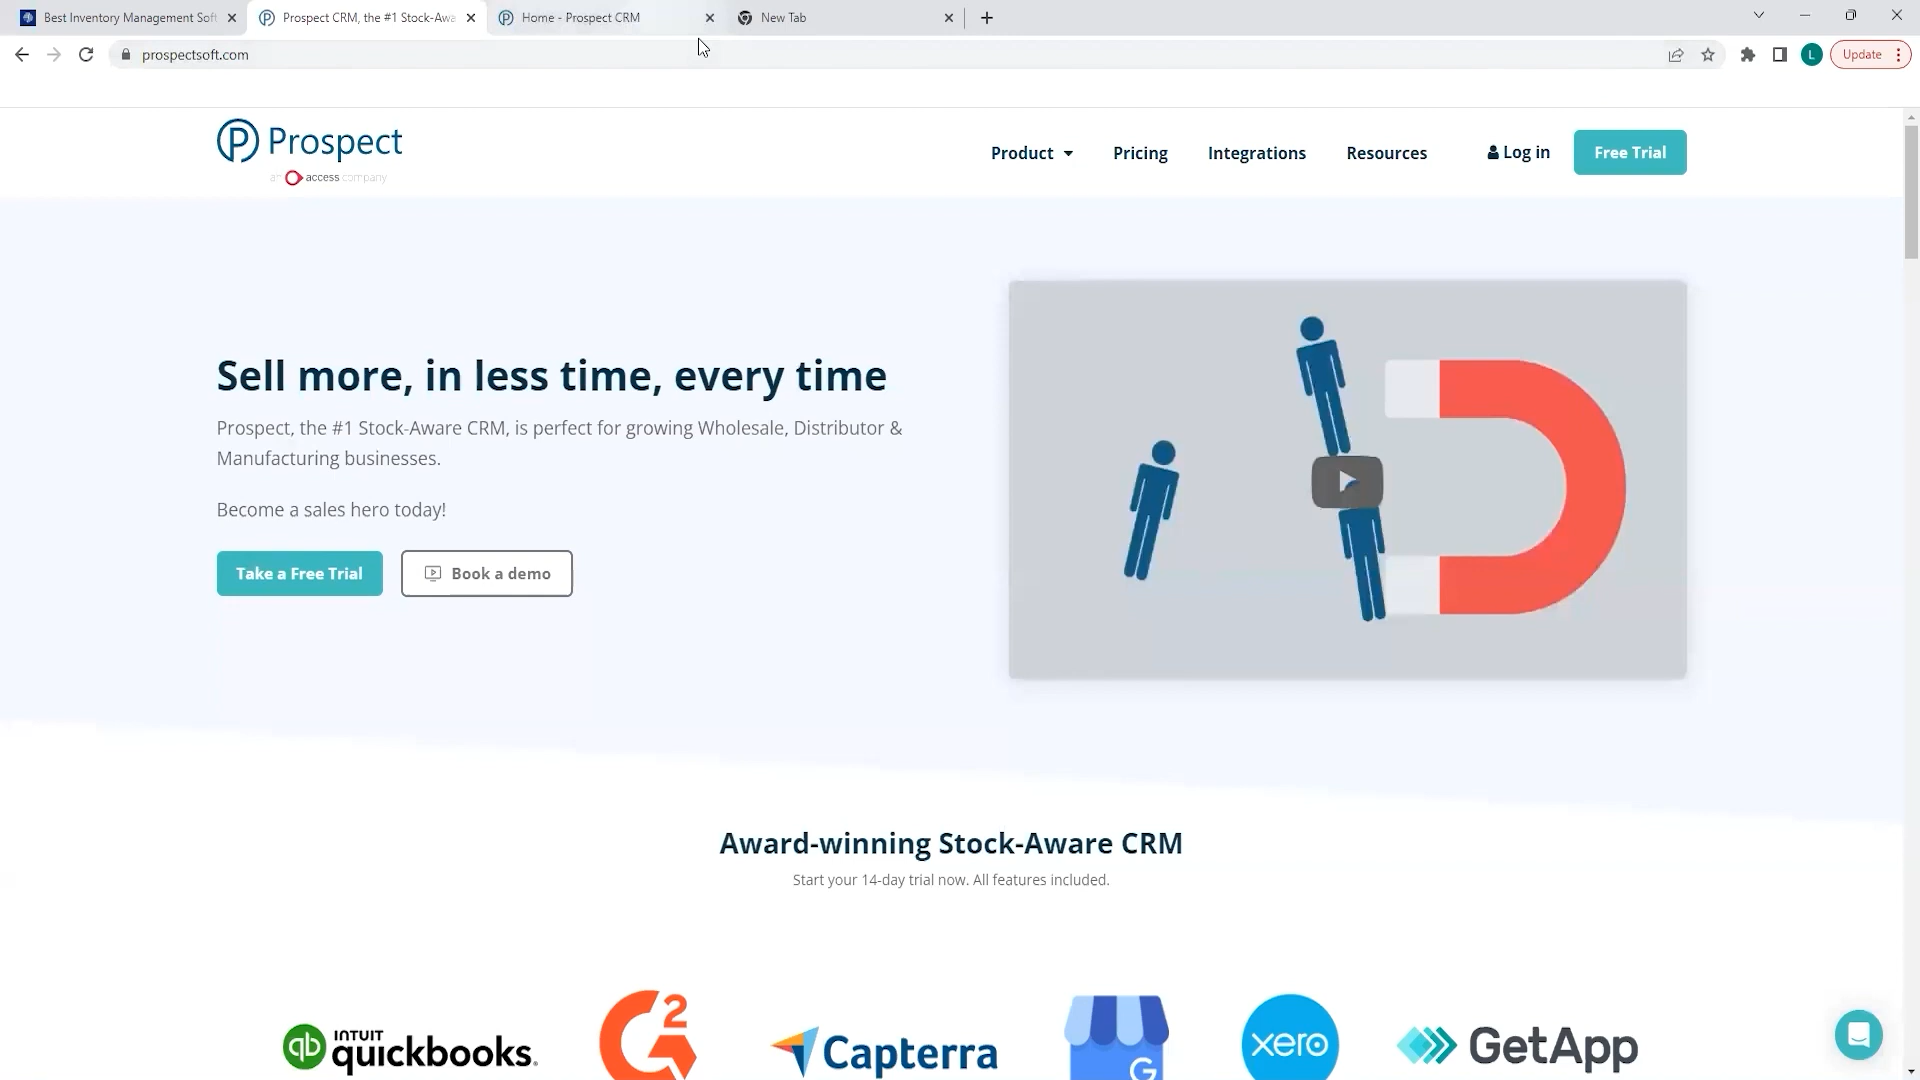 Best Inventory Management Soft
Prospect CRM, the #1 Stock-Awa
Home - Prospect CRM
New Tab
prospectsoft.com
L
Update
Prospect
an access company
Product
Pricing
Integrations
Resources
Log in
Free Trial
Sell more, in less time, every time
Prospect, the #1 Stock-Aware CRM, is perfect for growing Wholesale, Distributor &
Manufacturing businesses.
Become a sales hero today!
Take a Free Trial
Book a demo
Award-winning Stock-Aware CRM
Start your 14-day trial now. All features included.
qb
INTUIT
quickbooks.
G2
Capterra
G
xero
GetApp